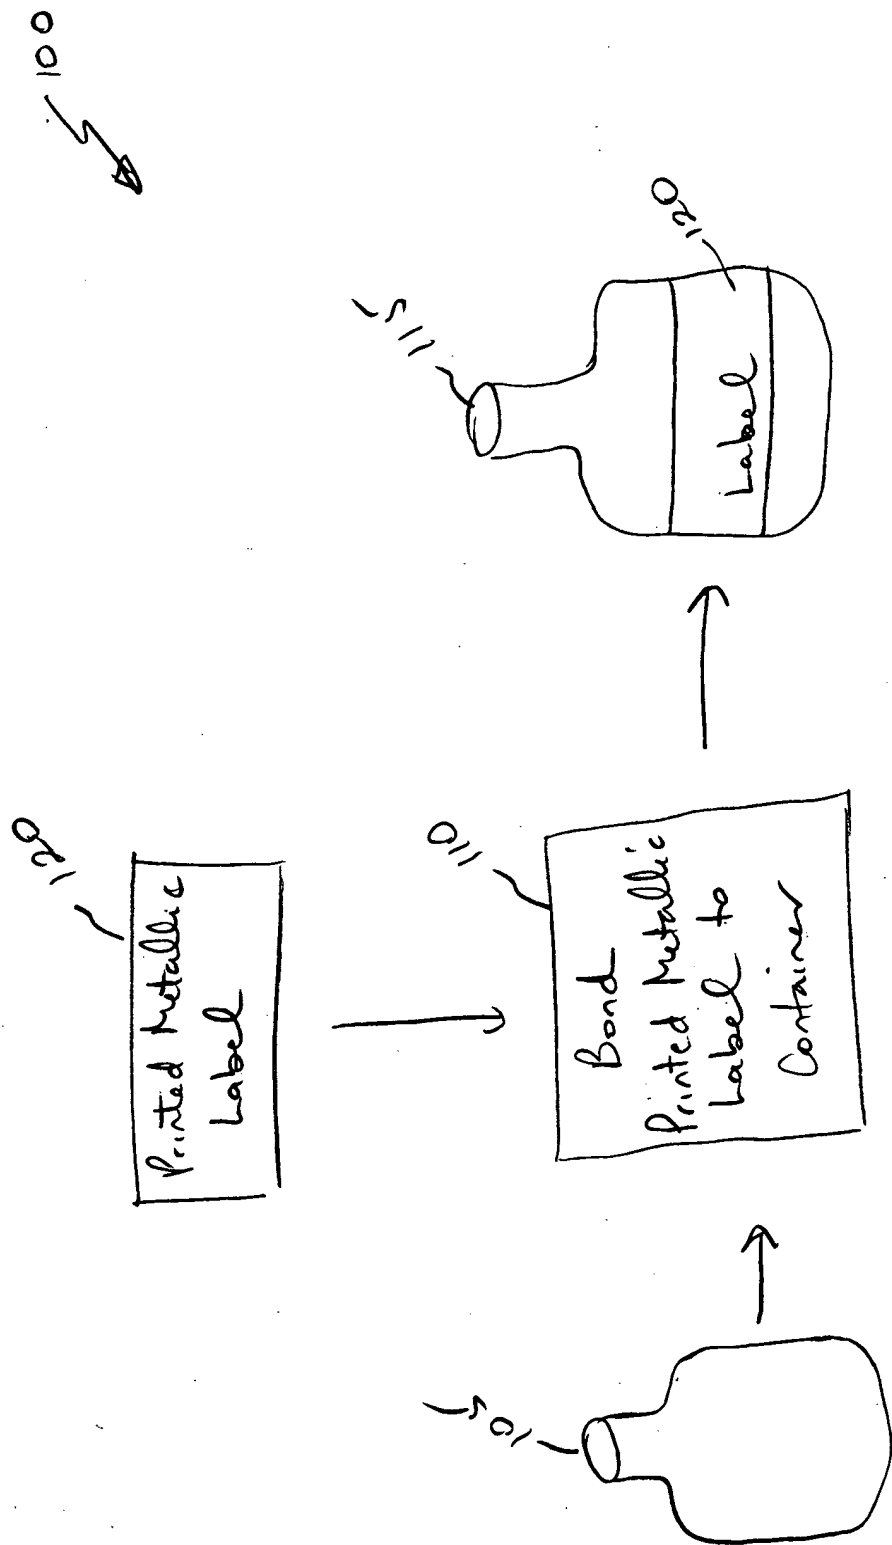 100
120
Printed Metallic
Label
110
Bond
Printed Metallic
Label to
Container
105
115
Label
120